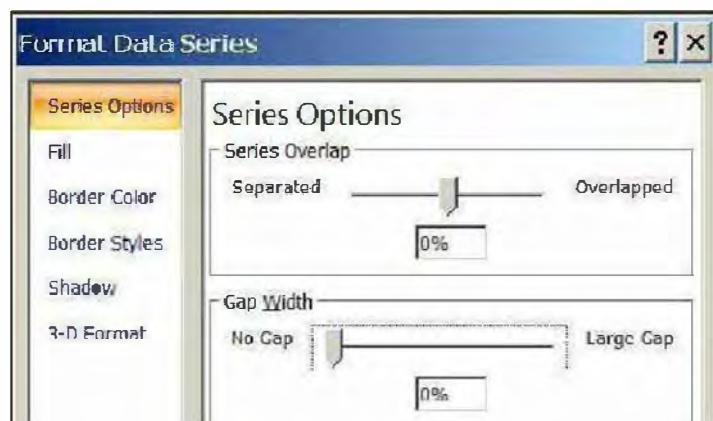 Format Data Series ? ×
Series Options
Fill
Border Color
Border Styles
Shadow
3-D Format
Series Options
Series Overlap
Separated Overlapped
0%
Gap Width
No Gap Large Gap
0%